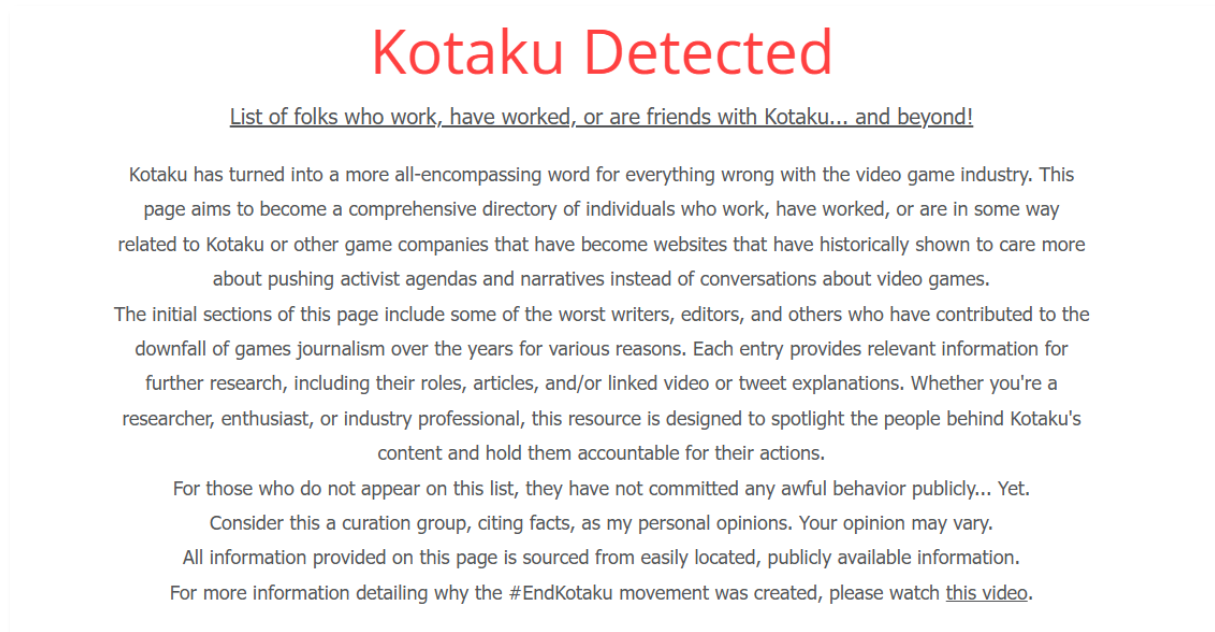 Kotaku Detected
List of folks who work, have worked, or are friends with Kotaku... and beyond!
Kotaku has turned into a more all-encompassing word for everything wrong with the video game industry. This
page aims to become a comprehensive directory of individuals who work, have worked, or are in some way
related to Kotaku or other game companies that have become websites that have historically shown to care more
about pushing activist agendas and narratives instead of conversations about video games.
The initial sections of this page include some of the worst writers, editors, and others who have contributed to the
downfall of games journalism over the years for various reasons. Each entry provides relevant information for
further research, including their roles, articles, and/or linked video or tweet explanations. Whether you're a
researcher, enthusiast, or industry professional, this resource is designed to spotlight the people behind Kotaku's
content and hold them accountable for their actions.
For those who do not appear on this list, they have not committed any awful behavior publicly... Yet.
Consider this a curation group, citing facts, as my personal opinions. Your opinion may vary.
All information provided on this page is sourced from easily located, publicly available information.
For more information detailing why the #EndKotaku movement was created, please watch this video.